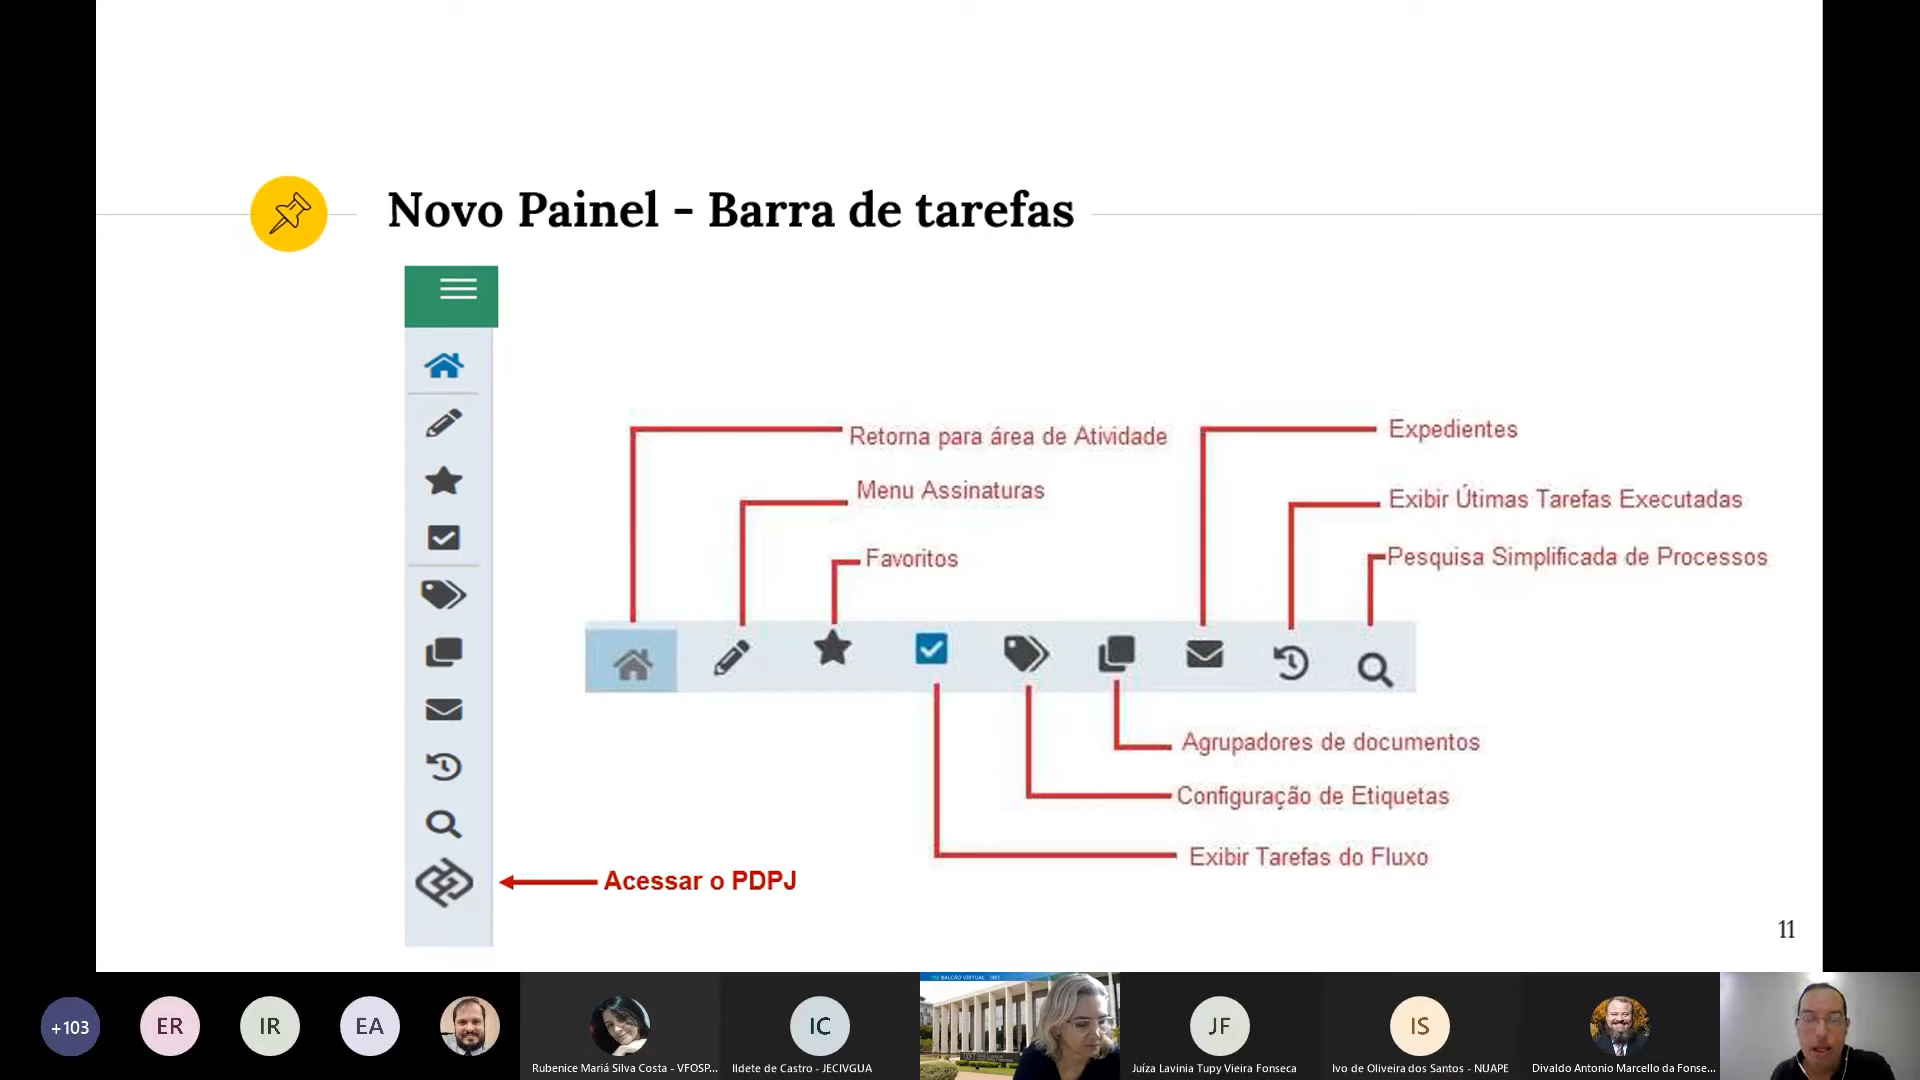 Novo Painel - Barra de tarefas
Retorna para área de Atividade
Menu Assinaturas
Favoritos
Expedientes
Exibir Útimas Tarefas Executadas
Pesquisa Simplificada de Processos
Agrupadores de documentos
Configuração de Etiquetas
Exibir Tarefas do Fluxo
Acessar o PDPJ
11
+103
ER
IR
EA
Rubenice Mariá Silva Costa - VFOSP...
IC
Ildete de Castro - JECIVGUA
BALCÃO VIRTUAL
JF
Juíza Lavinia Tupy Vieira Fonseca
IS
Ivo de Oliveira dos Santos - NUAPE
Divaldo Antonio Marcello da Fonse...